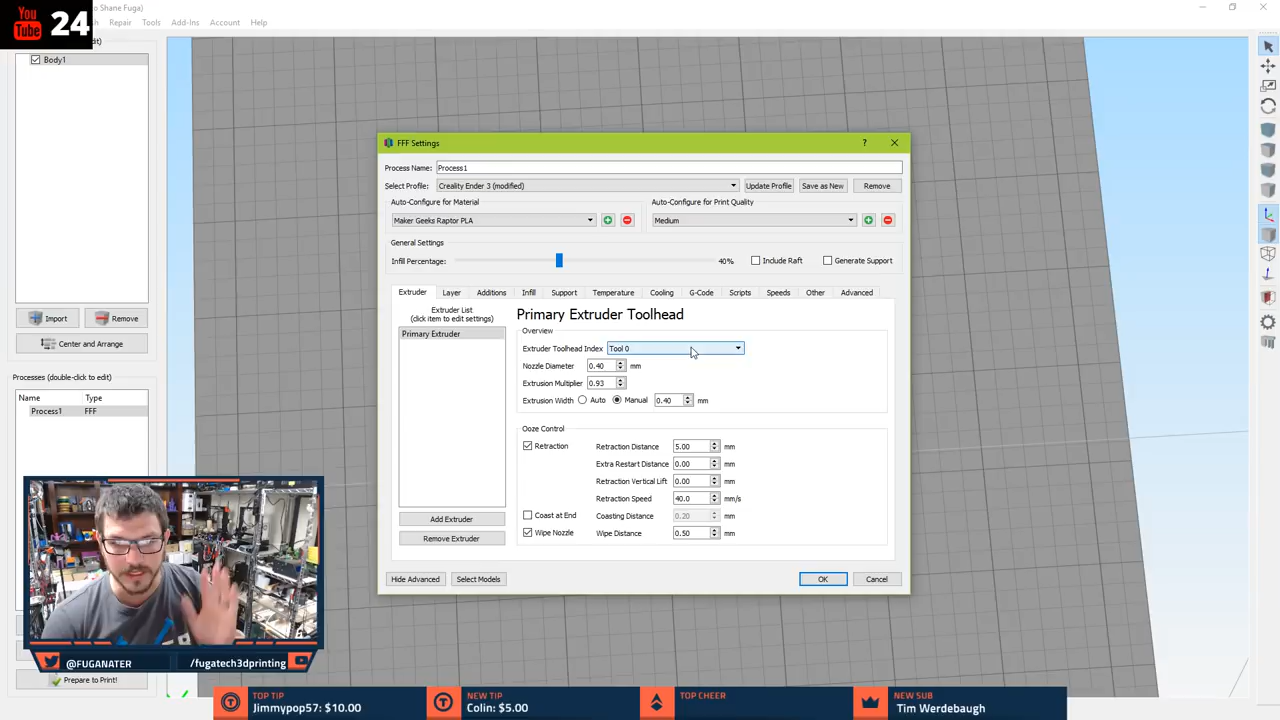 You Tube 24
o Shane Fuga)
Repair Tools Add-Ins Account Help
Body1
Import Remove
Center and Arrange
Processes (double-click to edit)
Name Type
Process1 FFF
Prepare to Print!
FFF Settings
? ✕
Process Name: Process1
Select Profile: Creality Ender 3 (modified) Update Profile Save as New Remove
Auto-Configure for Material
Maker Geeks Raptor PLA
Auto-Configure for Print Quality
Medium
General Settings
Infill Percentage: 40% Include Raft Generate Support
Extruder Layer Additions Infill Support Temperature Cooling G-Code Scripts Speeds Other Advanced
Extruder List
(click item to edit settings)
Primary Extruder
Add Extruder
Remove Extruder
Primary Extruder Toolhead
Overview
Extruder Toolhead Index Tool 0
Nozzle Diameter 0.40 mm
Extrusion Multiplier 0.93
Extrusion Width Auto Manual 0.40 mm
Ooze Control
Retraction
Retraction Distance 5.00 mm
Extra Restart Distance 0.00 mm
Retraction Vertical Lift 0.00 mm
Retraction Speed 40.0 mm/s
Coast at End Coasting Distance 0.20 mm
Wipe Nozzle Wipe Distance 0.50 mm
Hide Advanced Select Models OK Cancel
@FUGANATER /fugatech3dprinting
TOP TIP
Jimmypop57: $10.00
NEW TIP
Colin: $5.00
TOP CHEER
NEW SUB
Tim Werdebaugh